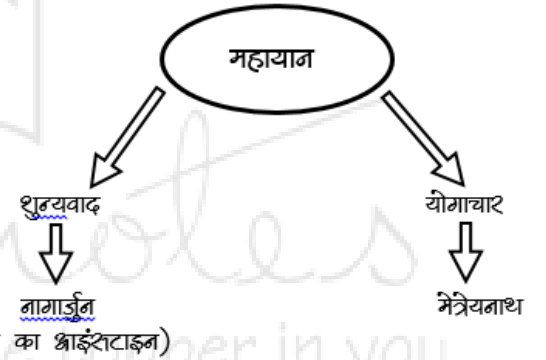 महायान
शुन्यवाद योगाचार
नागार्जुन मेत्रेयनाथ
का आइंसटाइन)